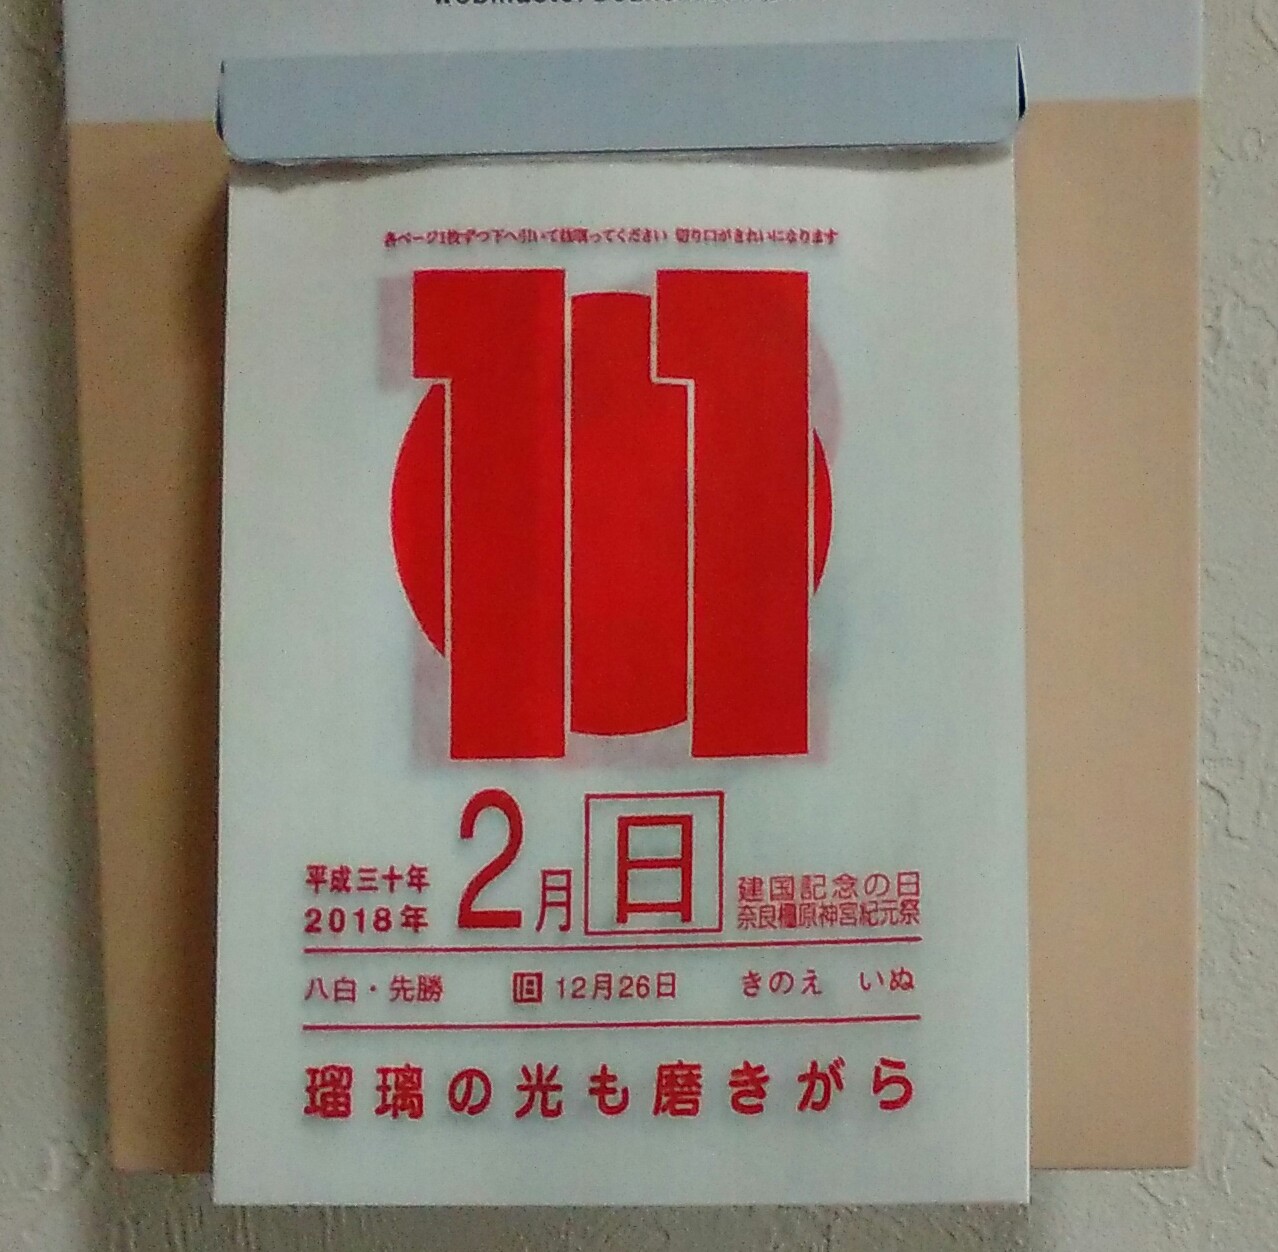 各ページ1枚ずつ下へ引いて切取ってください 切り口がきれいになります
11
平成三十年
2018年
2月
日
建国記念の日
奈良橿原神宮紀元祭
八白・先勝 旧12月26日 きのえ いぬ
瑠璃の光も磨きがら